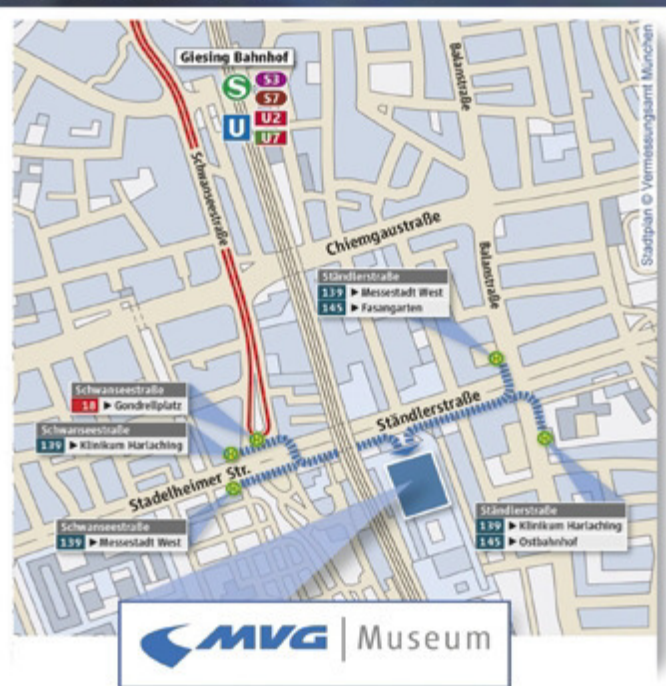 Giesing Bahnhof
S S3
S7
U U2
U7
Balanstraße
Stadtplan © Vermessungsamt München
Schwanseestraße
Chiemgaustraße
Balanstraße
Ständlerstraße
139 ▶ Messestadt West
145 ▶ Fasangarten
Schwanseestraße
18 ▶ Gondrellplatz
Schwanseestraße
139 ▶ Klinikum Harlaching
Ständlerstraße
Stadelheimer Str.
Schwanseestraße
139 ▶ Messestadt West
Ständlerstraße
139 ▶ Klinikum Harlaching
145 ▶ Ostbahnhof
MVG | Museum